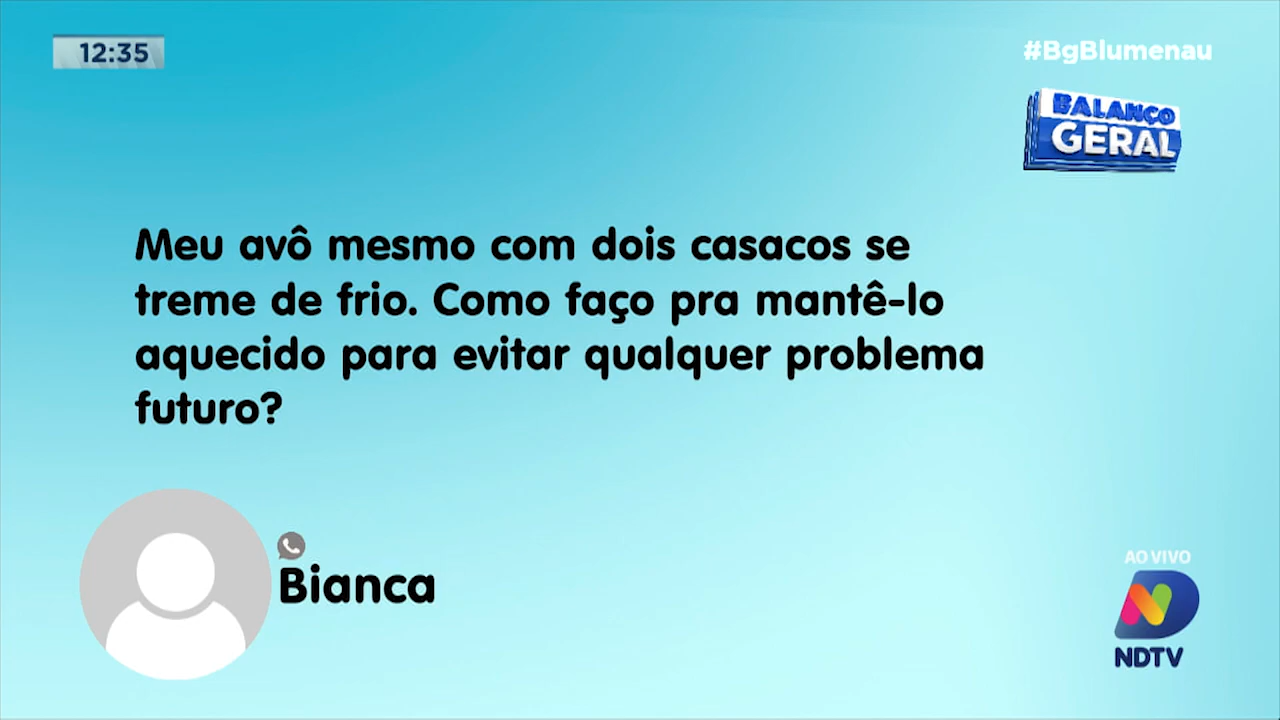 12:35
#BgBlumenau
BALANÇO
GERAL
Meu avô mesmo com dois casacos se
treme de frio. Como faço pra mantê-lo
aquecido para evitar qualquer problema
futuro?
Bianca
AO VIVO
NDTV